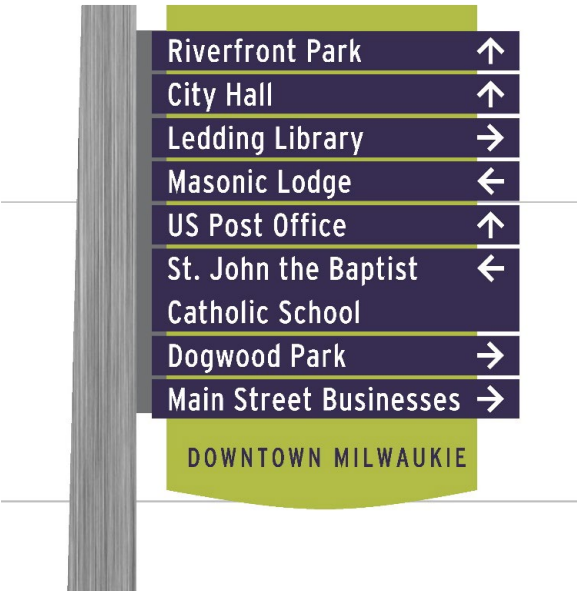 Riverfront Park ↑
City Hall ↑
Ledding Library →
Masonic Lodge ←
US Post Office ↑
St. John the Baptist ←
Catholic School
Dogwood Park →
Main Street Businesses →
DOWNTOWN MILWAUKIE